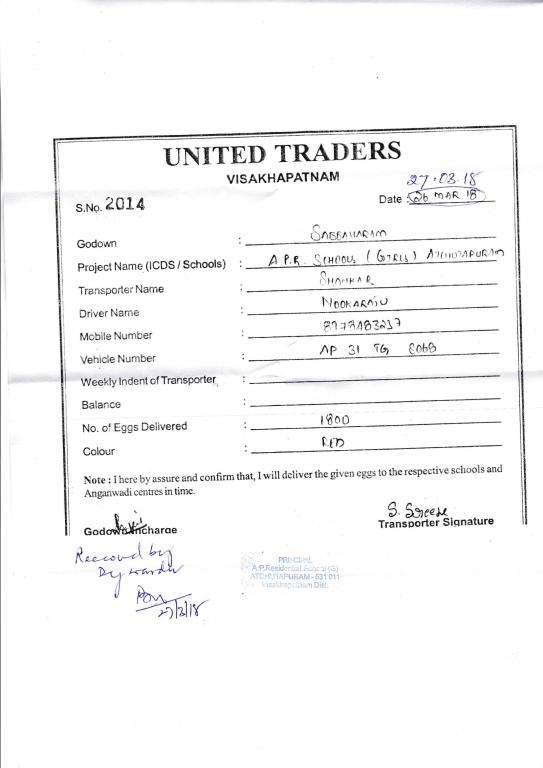 UNITED TRADERS
VISAKHAPATNAM
27.03.18
S.No. 2014
Date : 26 MAR 18
Godown : SABBAVARAM
Project Name (ICDS / Schools) : A.P.R. SCHOOLS (GIRLS) ATCHUTAPURAM
Transporter Name : SHANKAR
Driver Name : NOOKARAJU
Mobile Number :
Vehicle Number : AP 31 TG 8068
Weekly Indent of Transporter :
Balance :
No. of Eggs Delivered : 1800
Colour : RED
Note : I here by assure and confirm that, I will deliver the given eggs to the respective schools and
Anganwadi centres in time.
Godown Incharge
Transporter Signature
Received by
Dy warden
27/3/18
PRINCIPAL
A.P.Residential School (G)
ATCHUTAPURAM - 531 011
Visakhapatnam Dist.